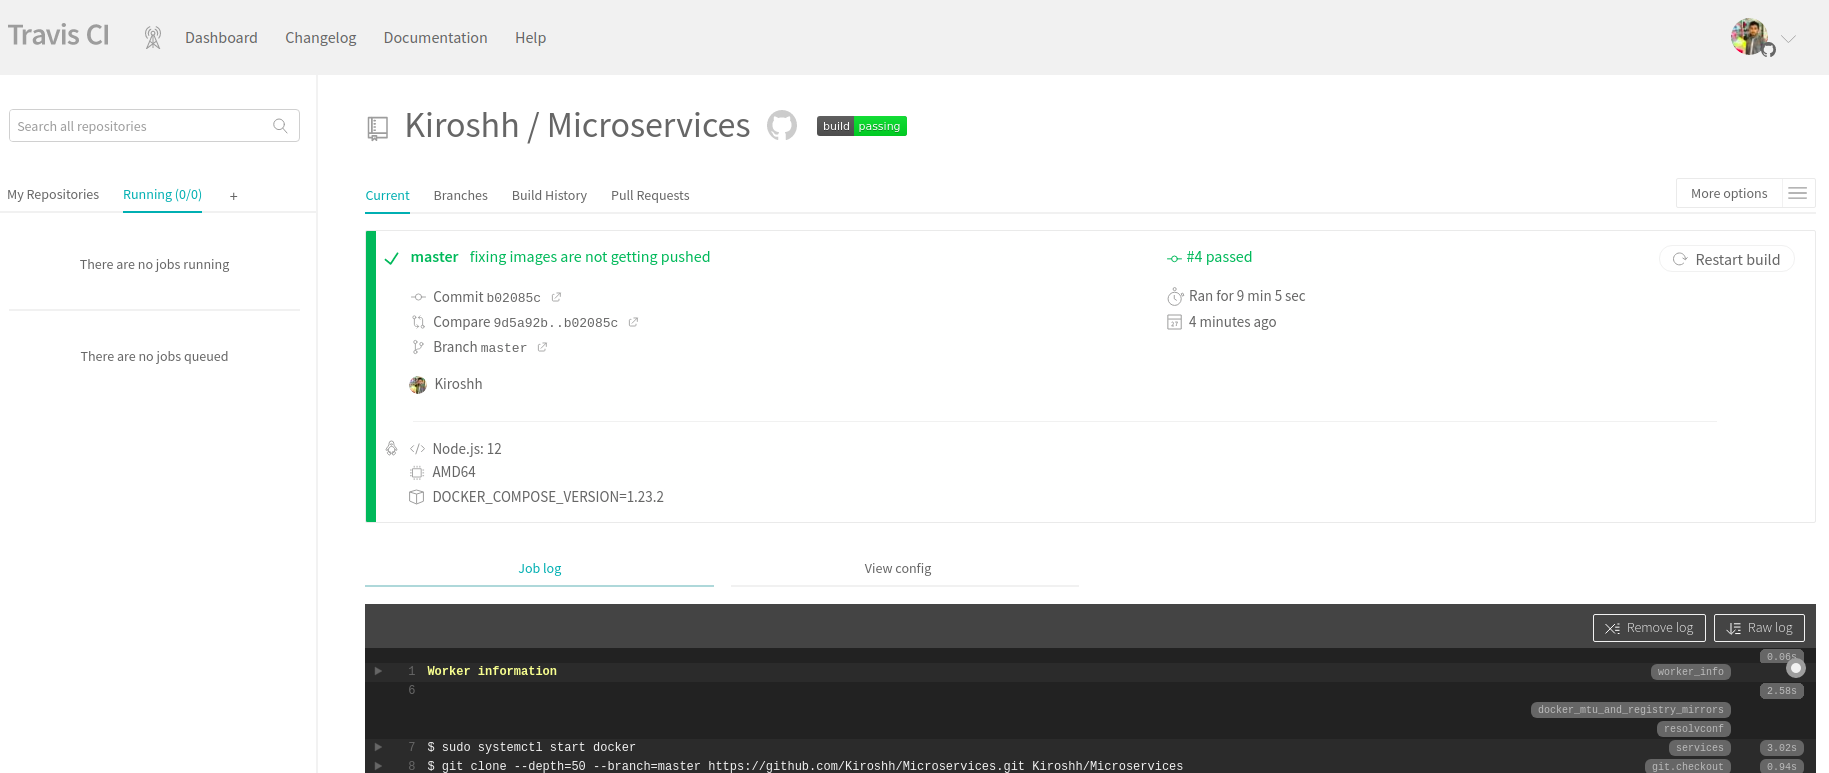 Travis CI Dashboard Changelog Documentation Help
Search all repositories
Kiroshh / Microservices build passing
My Repositories Running (0/0) +
Current Branches Build History Pull Requests More options
There are no jobs running
There are no jobs queued
master fixing images are not getting pushed #4 passed Restart build
Commit b02085c Ran for 9 min 5 sec
Compare 9d5a92b..b02085c 4 minutes ago
Branch master
Kiroshh
Node.js: 12
AMD64
DOCKER_COMPOSE_VERSION=1.23.2
Job log View config
Remove log Raw log
0.06s
1 Worker information worker_info
6 2.58s
docker_mtu_and_registry_mirrors
resolvconf
7 $ sudo systemctl start docker services 3.02s
8 $ git clone --depth=50 --branch=master https://github.com/Kiroshh/Microservices.git Kiroshh/Microservices git.checkout 0.94s